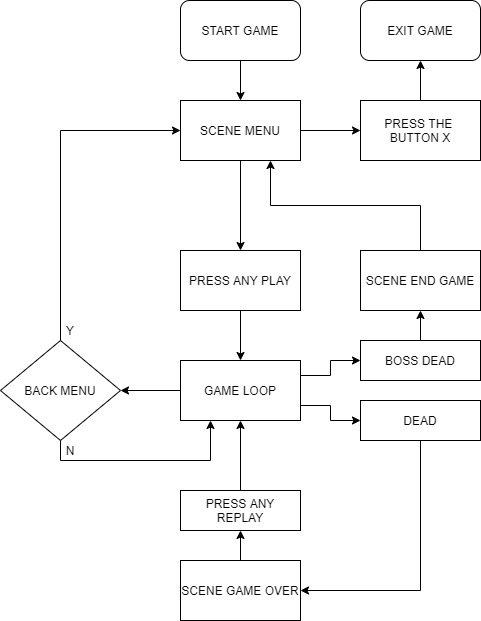 START GAME
EXIT GAME
SCENE MENU
PRESS THE
BUTTON X
PRESS ANY PLAY
SCENE END GAME
Y
BACK MENU
GAME LOOP
BOSS DEAD
DEAD
N
PRESS ANY
REPLAY
SCENE GAME OVER